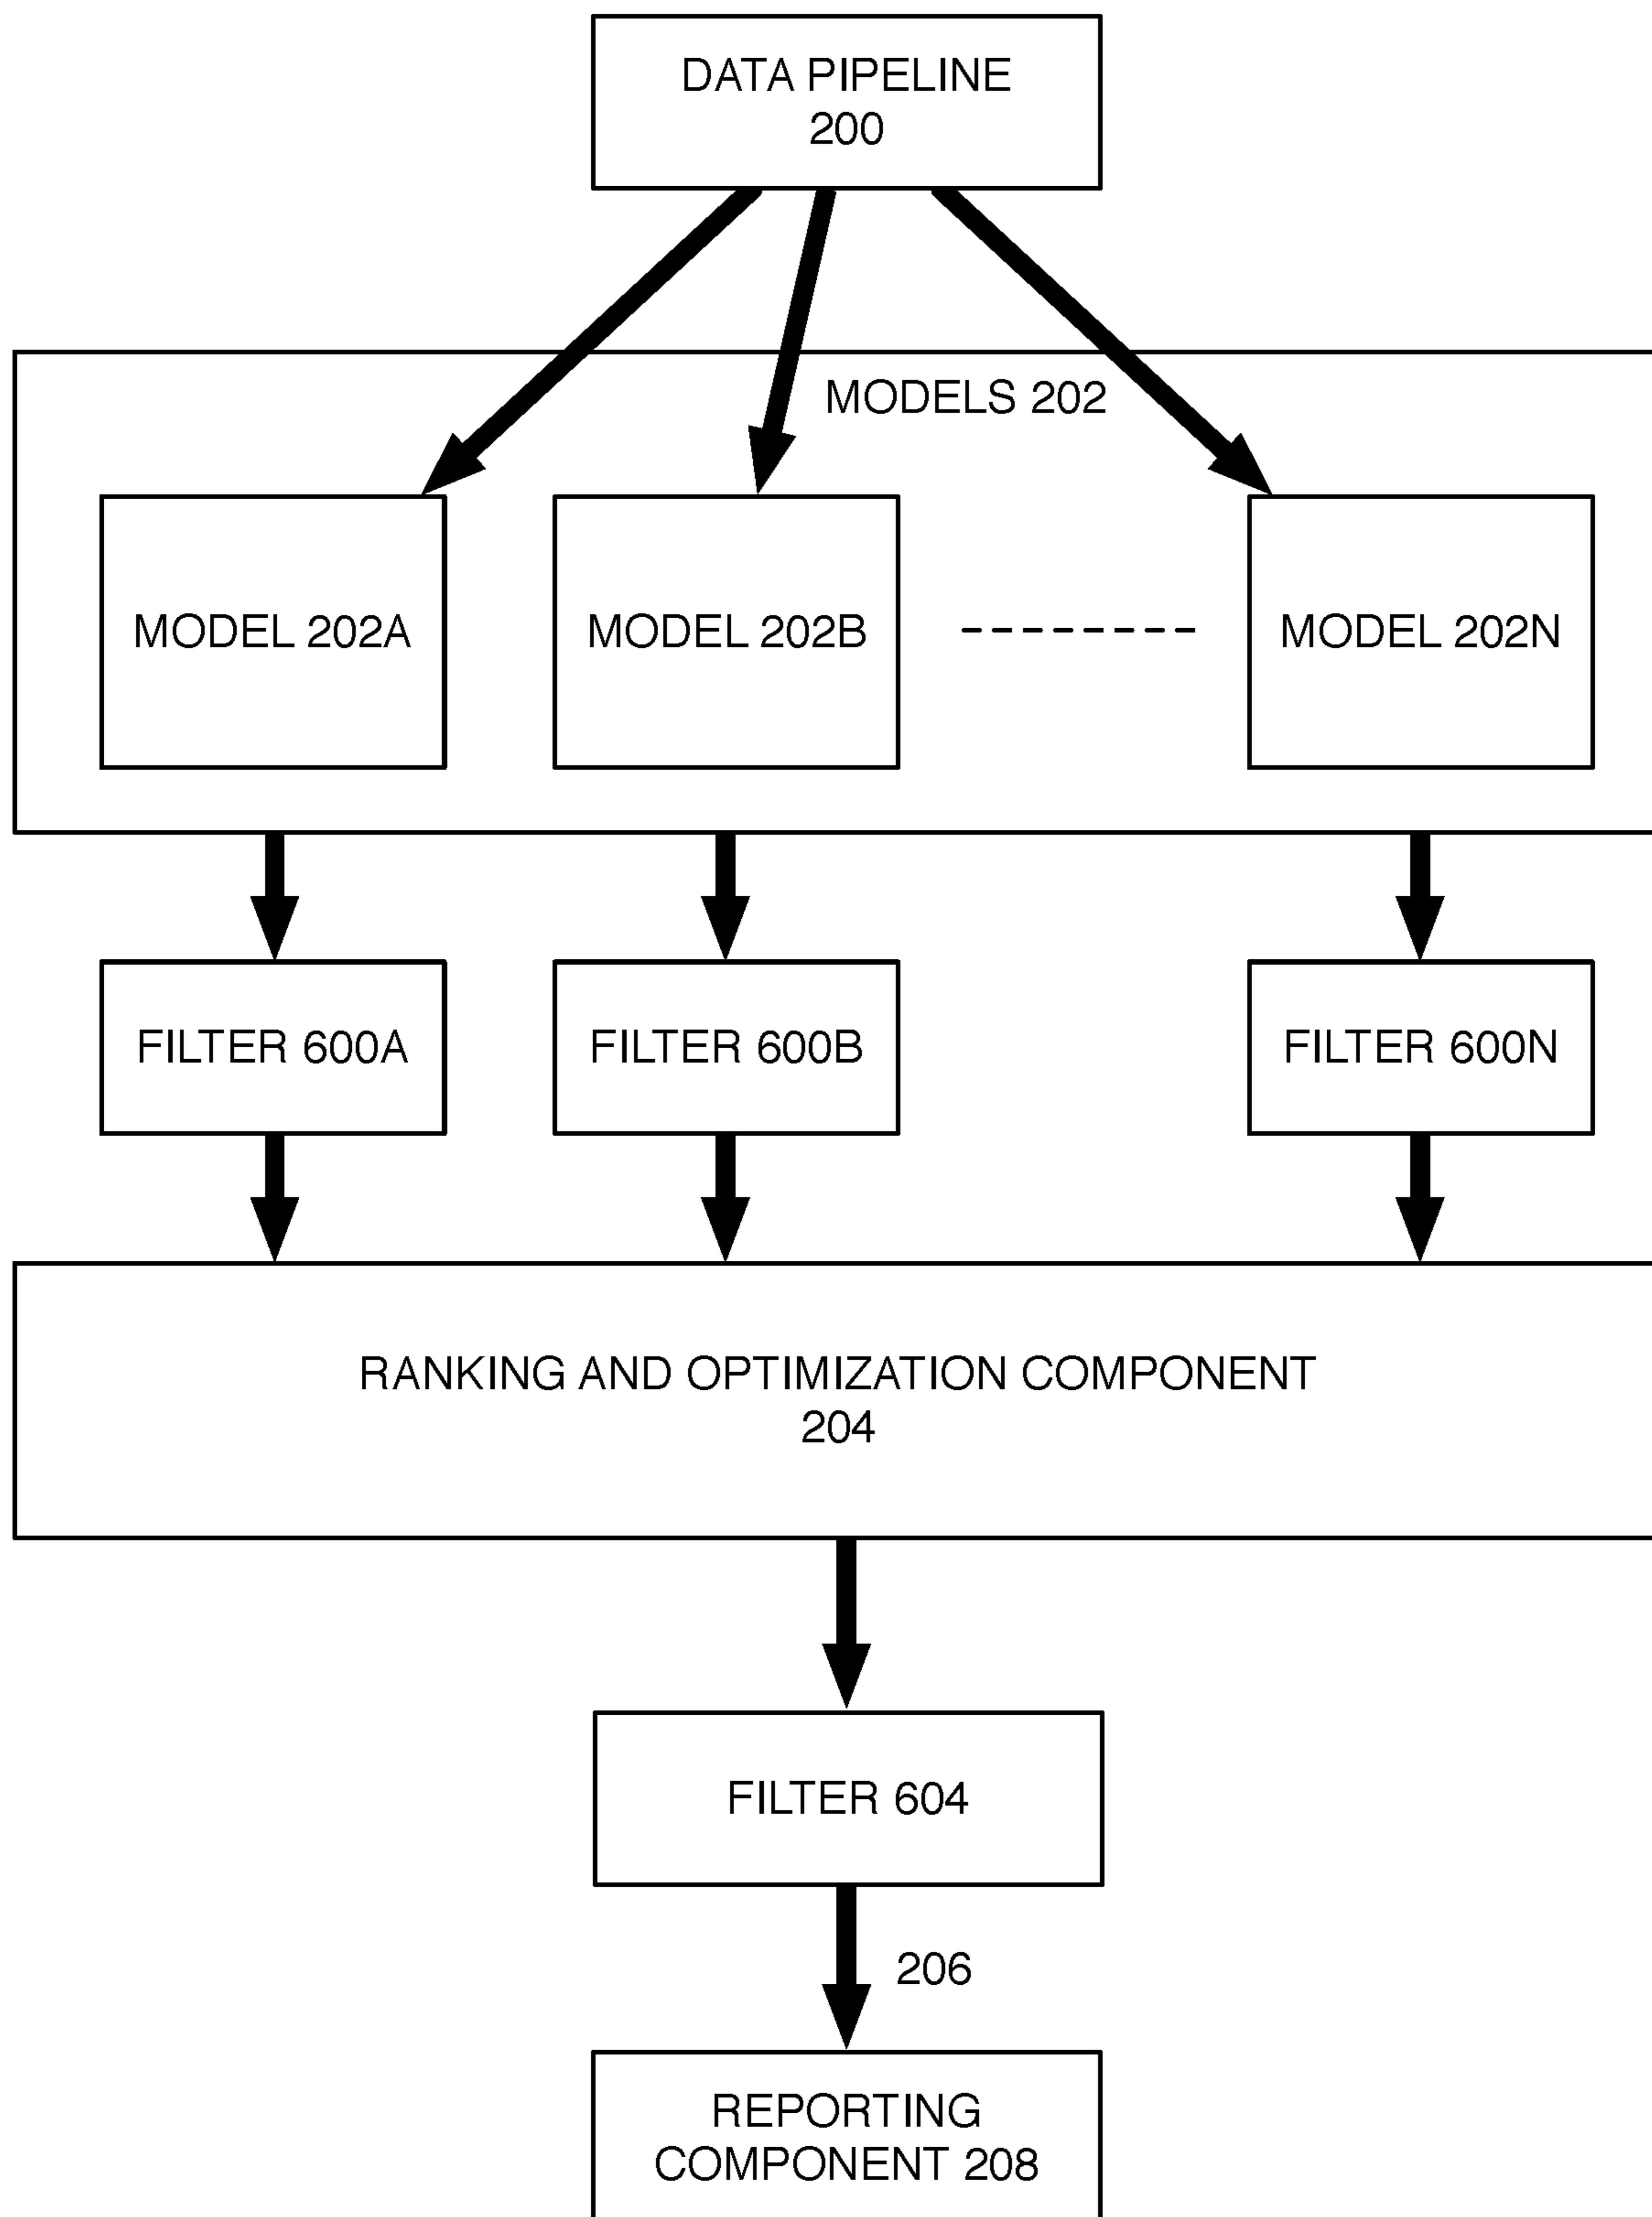 DATA PIPELINE
200
MODELS 202
MODEL 202A
MODEL 202B
MODEL 202N
FILTER 600A
FILTER 600B
FILTER 600N
RANKING AND OPTIMIZATION COMPONENT
204
FILTER 604
206
REPORTING
COMPONENT 208